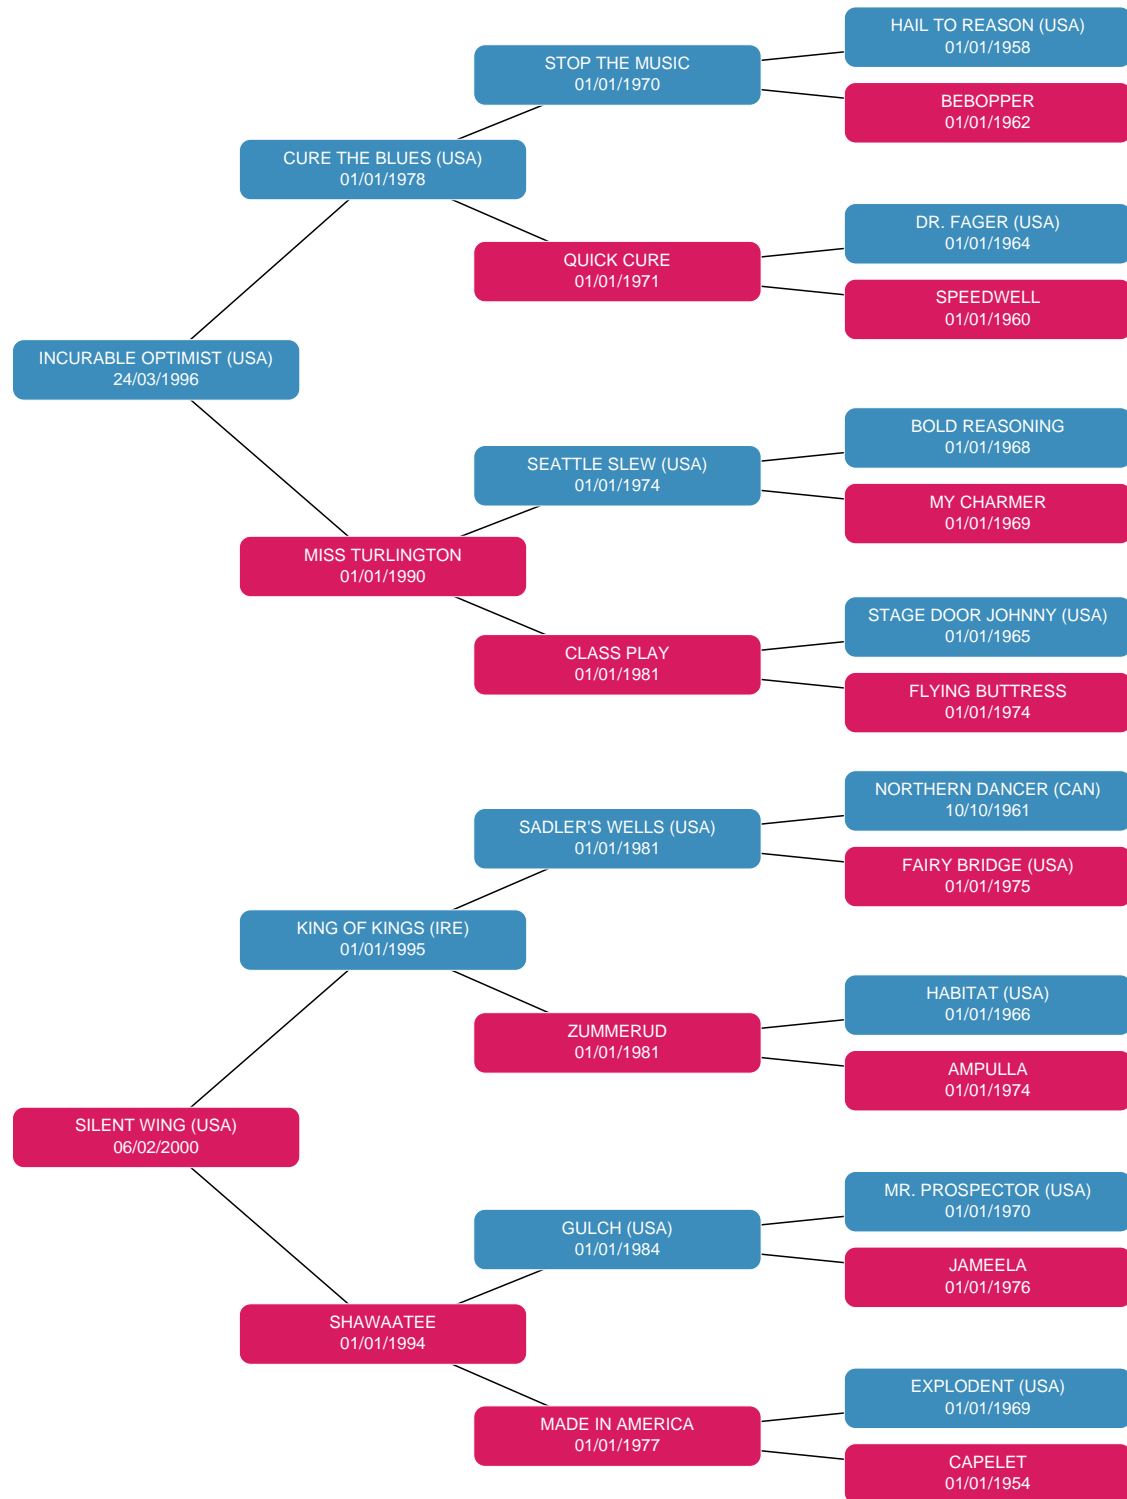 HAIL TO REASON (USA)
01/01/1958
STOP THE MUSIC
01/01/1970
BEBOPPER
01/01/1962
CURE THE BLUES (USA)
01/01/1978
DR. FAGER (USA)
01/01/1964
QUICK CURE
01/01/1971
SPEEDWELL
01/01/1960
INCURABLE OPTIMIST (USA)
24/03/1996
BOLD REASONING
01/01/1968
SEATTLE SLEW (USA)
01/01/1974
MY CHARMER
01/01/1969
MISS TURLINGTON
01/01/1990
STAGE DOOR JOHNNY (USA)
01/01/1965
CLASS PLAY
01/01/1981
FLYING BUTTRESS
01/01/1974
NORTHERN DANCER (CAN)
10/10/1961
SADLER'S WELLS (USA)
01/01/1981
FAIRY BRIDGE (USA)
01/01/1975
KING OF KINGS (IRE)
01/01/1995
HABITAT (USA)
01/01/1966
ZUMMERUD
01/01/1981
AMPULLA
01/01/1974
SILENT WING (USA)
06/02/2000
MR. PROSPECTOR (USA)
01/01/1970
GULCH (USA)
01/01/1984
JAMEELA
01/01/1976
SHAWAATEE
01/01/1994
EXPLODENT (USA)
01/01/1969
MADE IN AMERICA
01/01/1977
CAPELET
01/01/1954